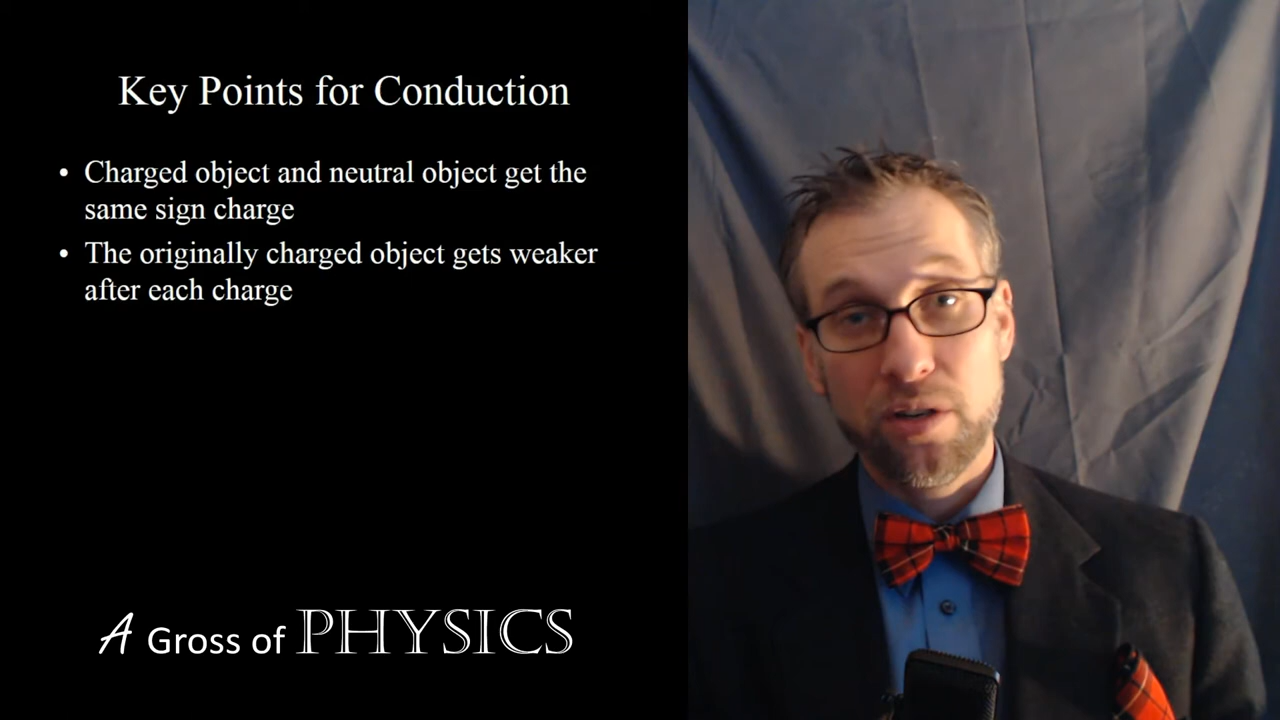 Key Points for Conduction
• Charged object and neutral object get the
same sign charge
• The originally charged object gets weaker
after each charge
A Gross of PHYSICS